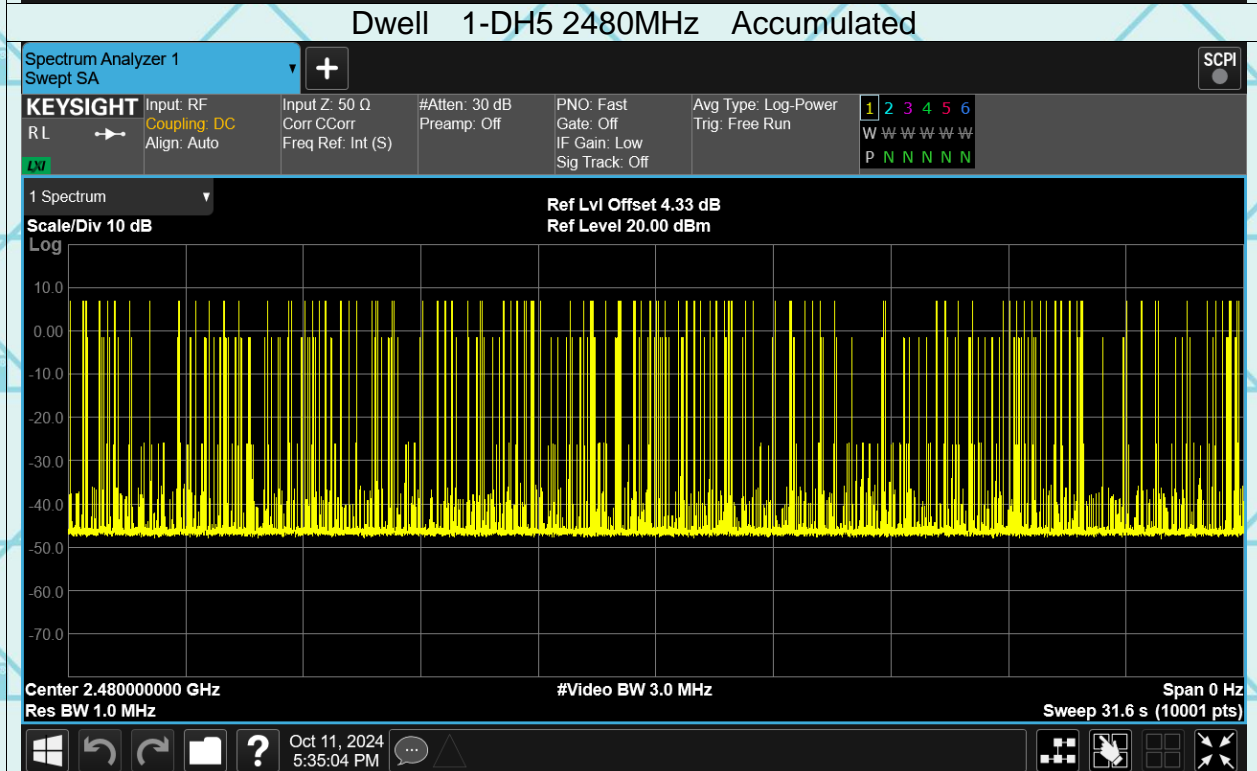 Dwell 1-DH5 2480MHz Accumulated
Spectrum Analyzer 1
Swept SA
▼
+
SCPI
KEYSIGHT
R L
LXI
Input: RF
Coupling: DC
Align: Auto
Input Z: 50 Ω
Corr CCorr
Freq Ref: Int (S)
#Atten: 30 dB
Preamp: Off
PNO: Fast
Gate: Off
IF Gain: Low
Sig Track: Off
Avg Type: Log-Power
Trig: Free Run
1 2 3 4 5 6
W W W W W W
P N N N N N
1 Spectrum ▼
Scale/Div 10 dB
Ref Lvl Offset 4.33 dB
Ref Level 20.00 dBm
Log
10.0
0.00
-10.0
-20.0
-30.0
-40.0
-50.0
-60.0
-70.0
Center 2.480000000 GHz
#Video BW 3.0 MHz
Span 0 Hz
Res BW 1.0 MHz
Sweep 31.6 s (10001 pts)
?
Oct 11, 2024
5:35:04 PM